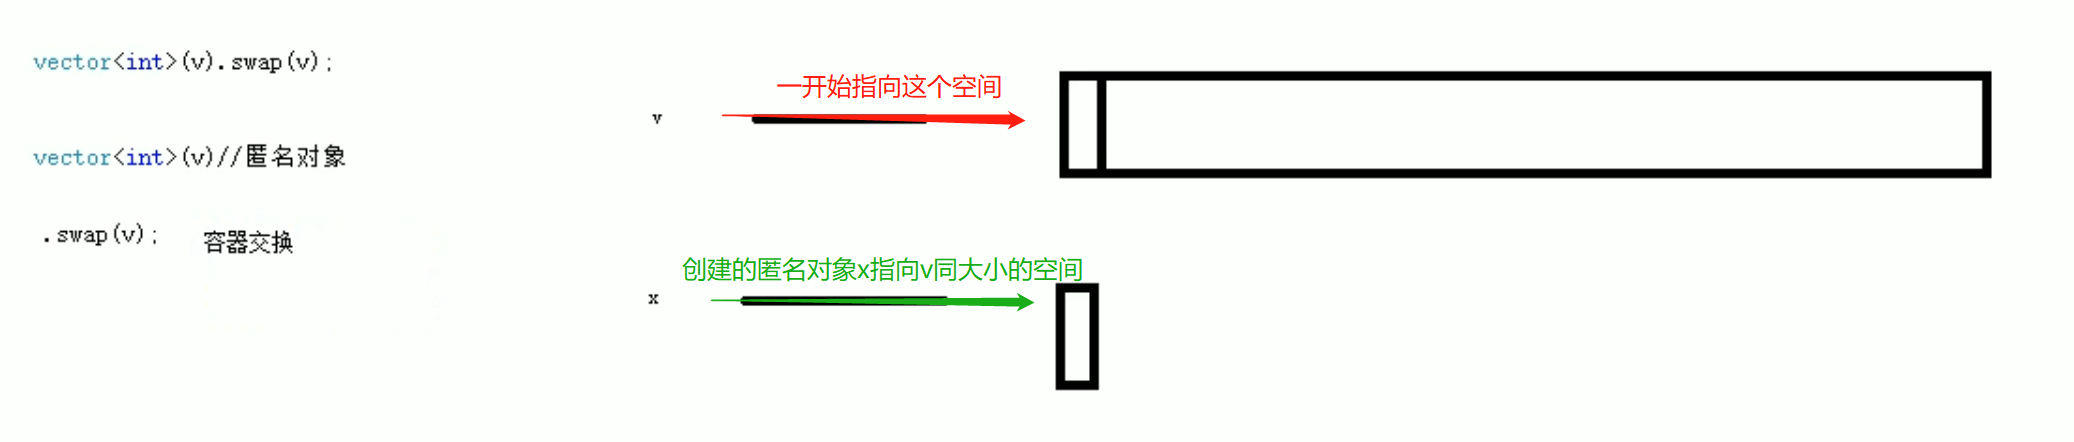 vector<int>(v).swap(v);
一开始指向这个空间
v
vector<int>(v)//匿名对象
.swap(v);
容器交换
创建的匿名对象x指向v同大小的空间
x